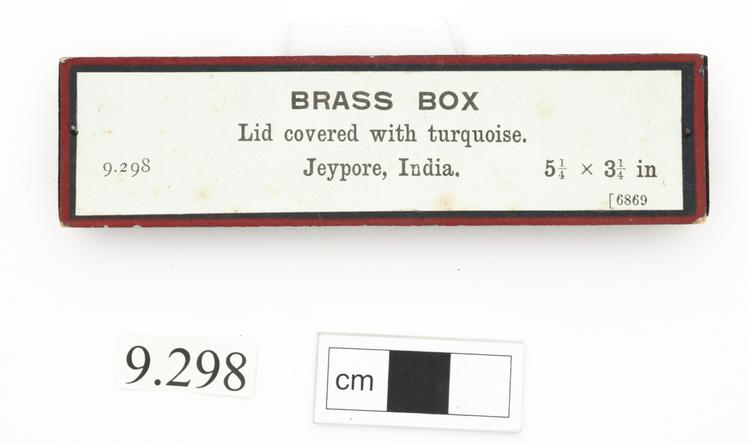 BRASS BOX
Lid covered with turquoise.
9.298 Jeypore, India. 5¼ × 3¼ in
[6869
9.298
cm